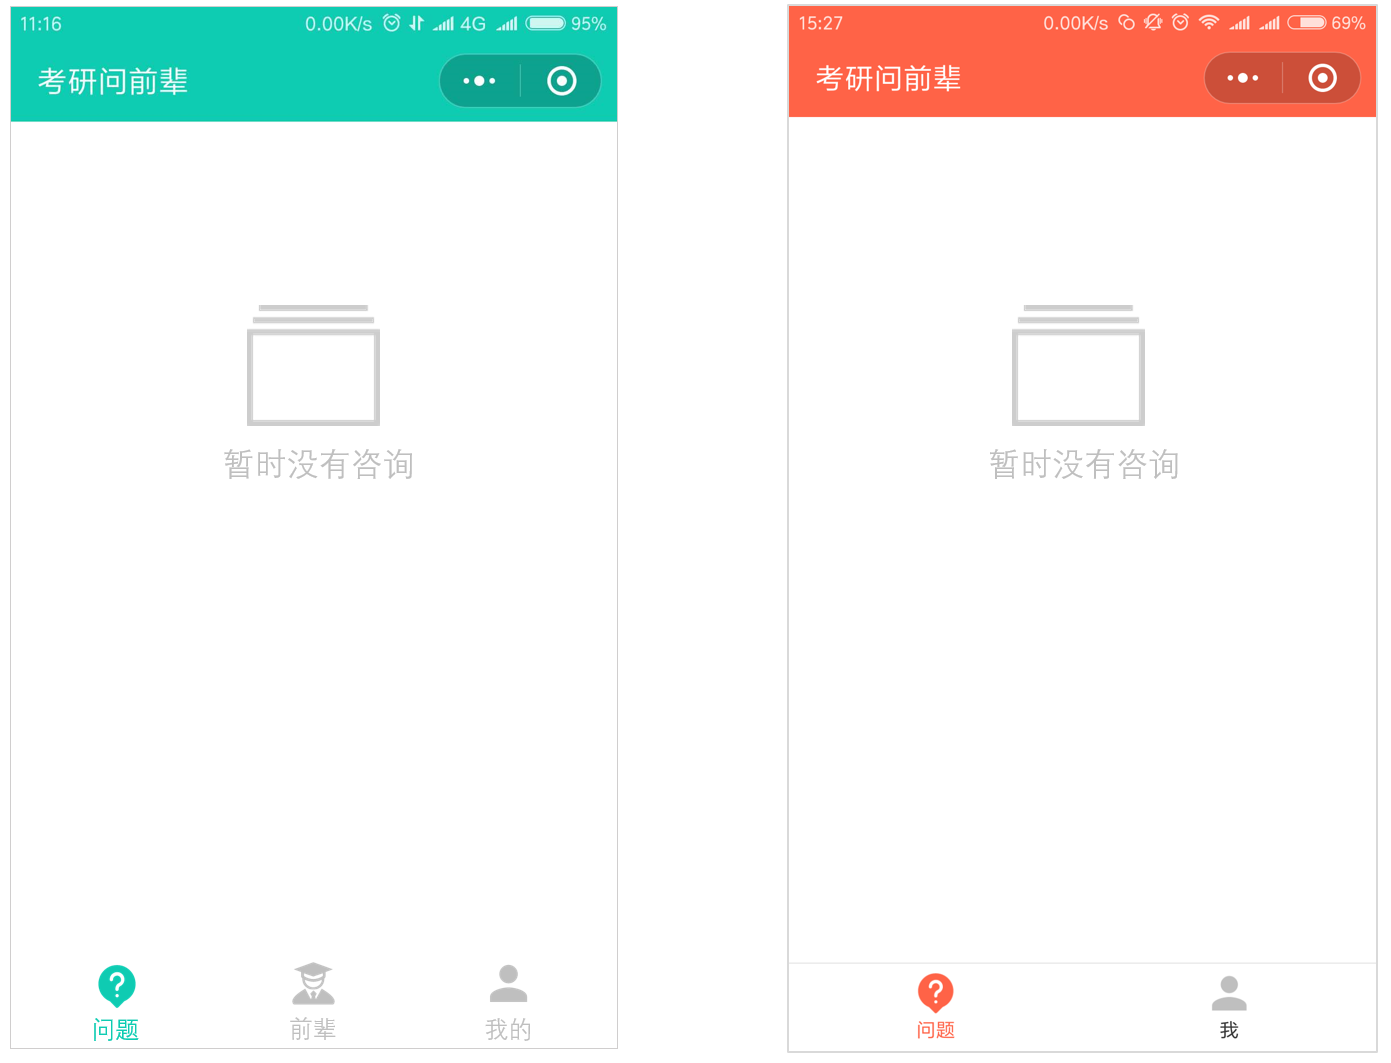 11:16 0.00K/s 4G 95%
考研问前辈
暂时没有咨询
问题 前辈 我的
15:27 0.00K/s 69%
考研问前辈
暂时没有咨询
问题 我